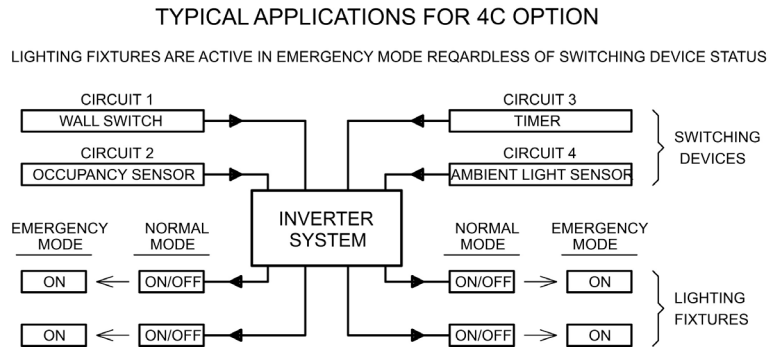 TYPICAL APPLICATIONS FOR 4C OPTION
LIGHTING FIXTURES ARE ACTIVE IN EMERGENCY MODE REQARDLESS OF SWITCHING DEVICE STATUS
CIRCUIT 1
WALL SWITCH
CIRCUIT 2
OCCUPANCY SENSOR
CIRCUIT 3
TIMER
CIRCUIT 4
AMBIENT LIGHT SENSOR
SWITCHING
DEVICES
INVERTER
SYSTEM
EMERGENCY
MODE
NORMAL
MODE
NORMAL
MODE
EMERGENCY
MODE
ON
ON/OFF
ON/OFF
ON
ON
ON/OFF
ON/OFF
ON
LIGHTING
FIXTURES